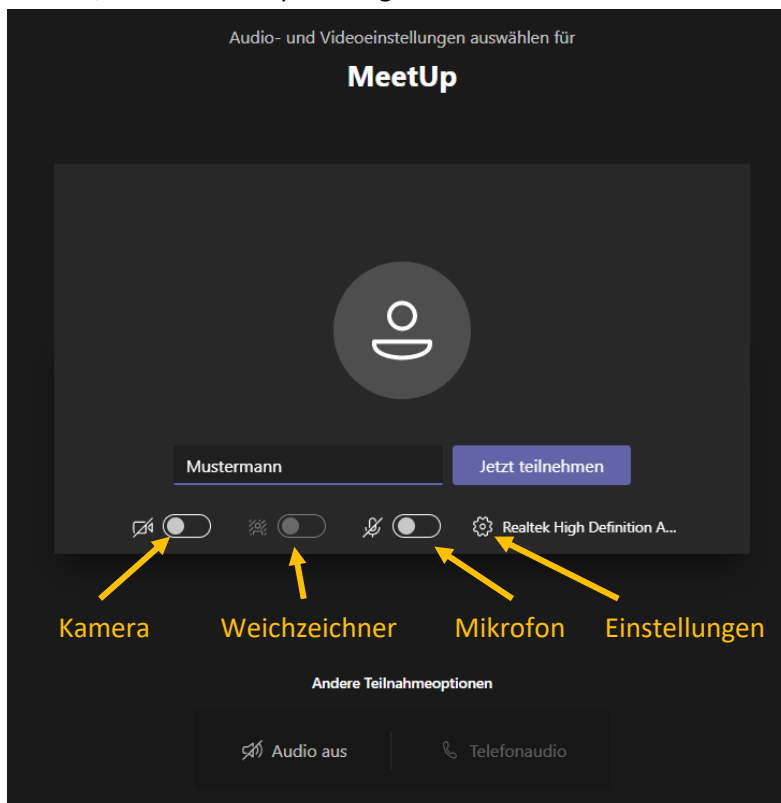 Audio- und Videoeinstellungen auswählen für
MeetUp
Mustermann
Jetzt teilnehmen
Realtek High Definition A...
Kamera
Weichzeichner
Mikrofon
Einstellungen
Andere Teilnahmeoptionen
Audio aus
Telefonaudio